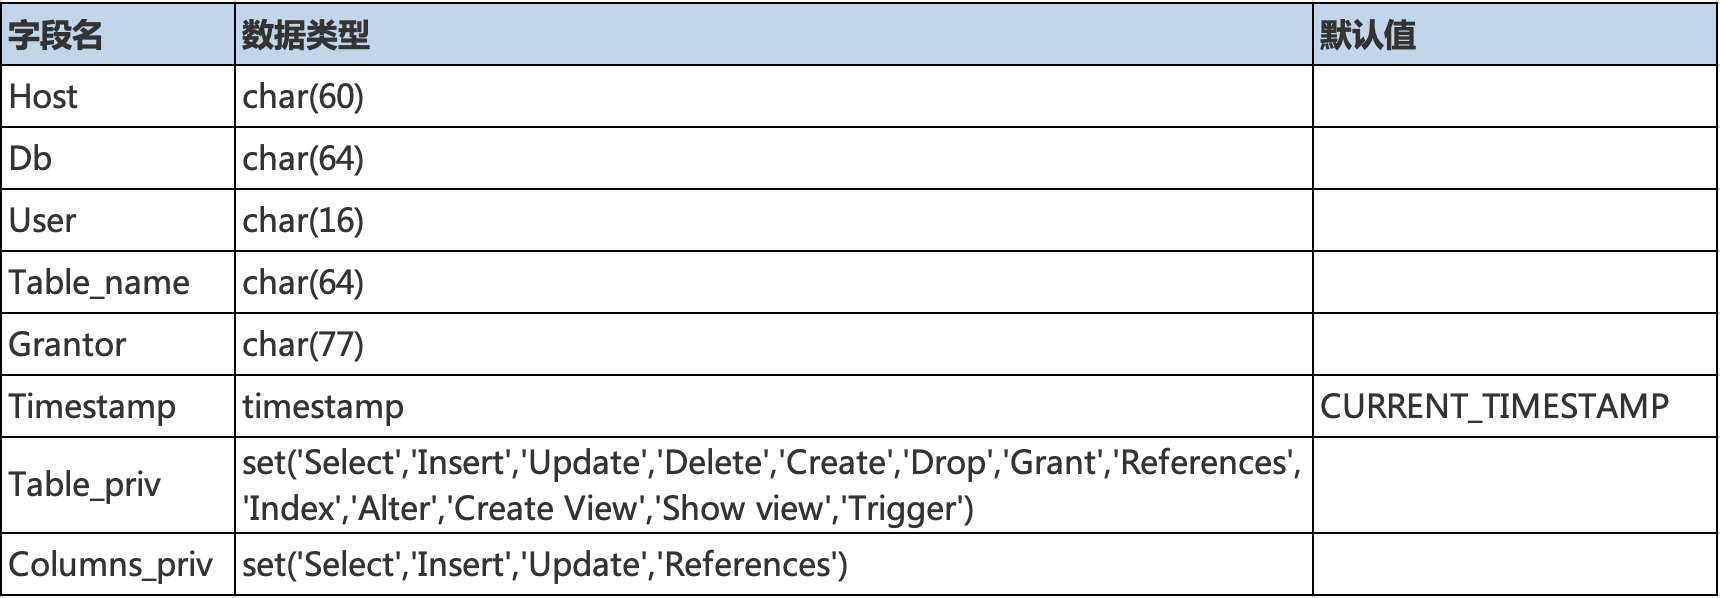 字段名 数据类型 默认值
Host char(60)
Db char(64)
User char(16)
Table_name char(64)
Grantor char(77)
Timestamp timestamp CURRENT_TIMESTAMP
Table_priv set('Select','Insert','Update','Delete','Create','Drop','Grant','References',
'Index','Alter','Create View','Show view','Trigger')
Columns_priv set('Select','Insert','Update','References')